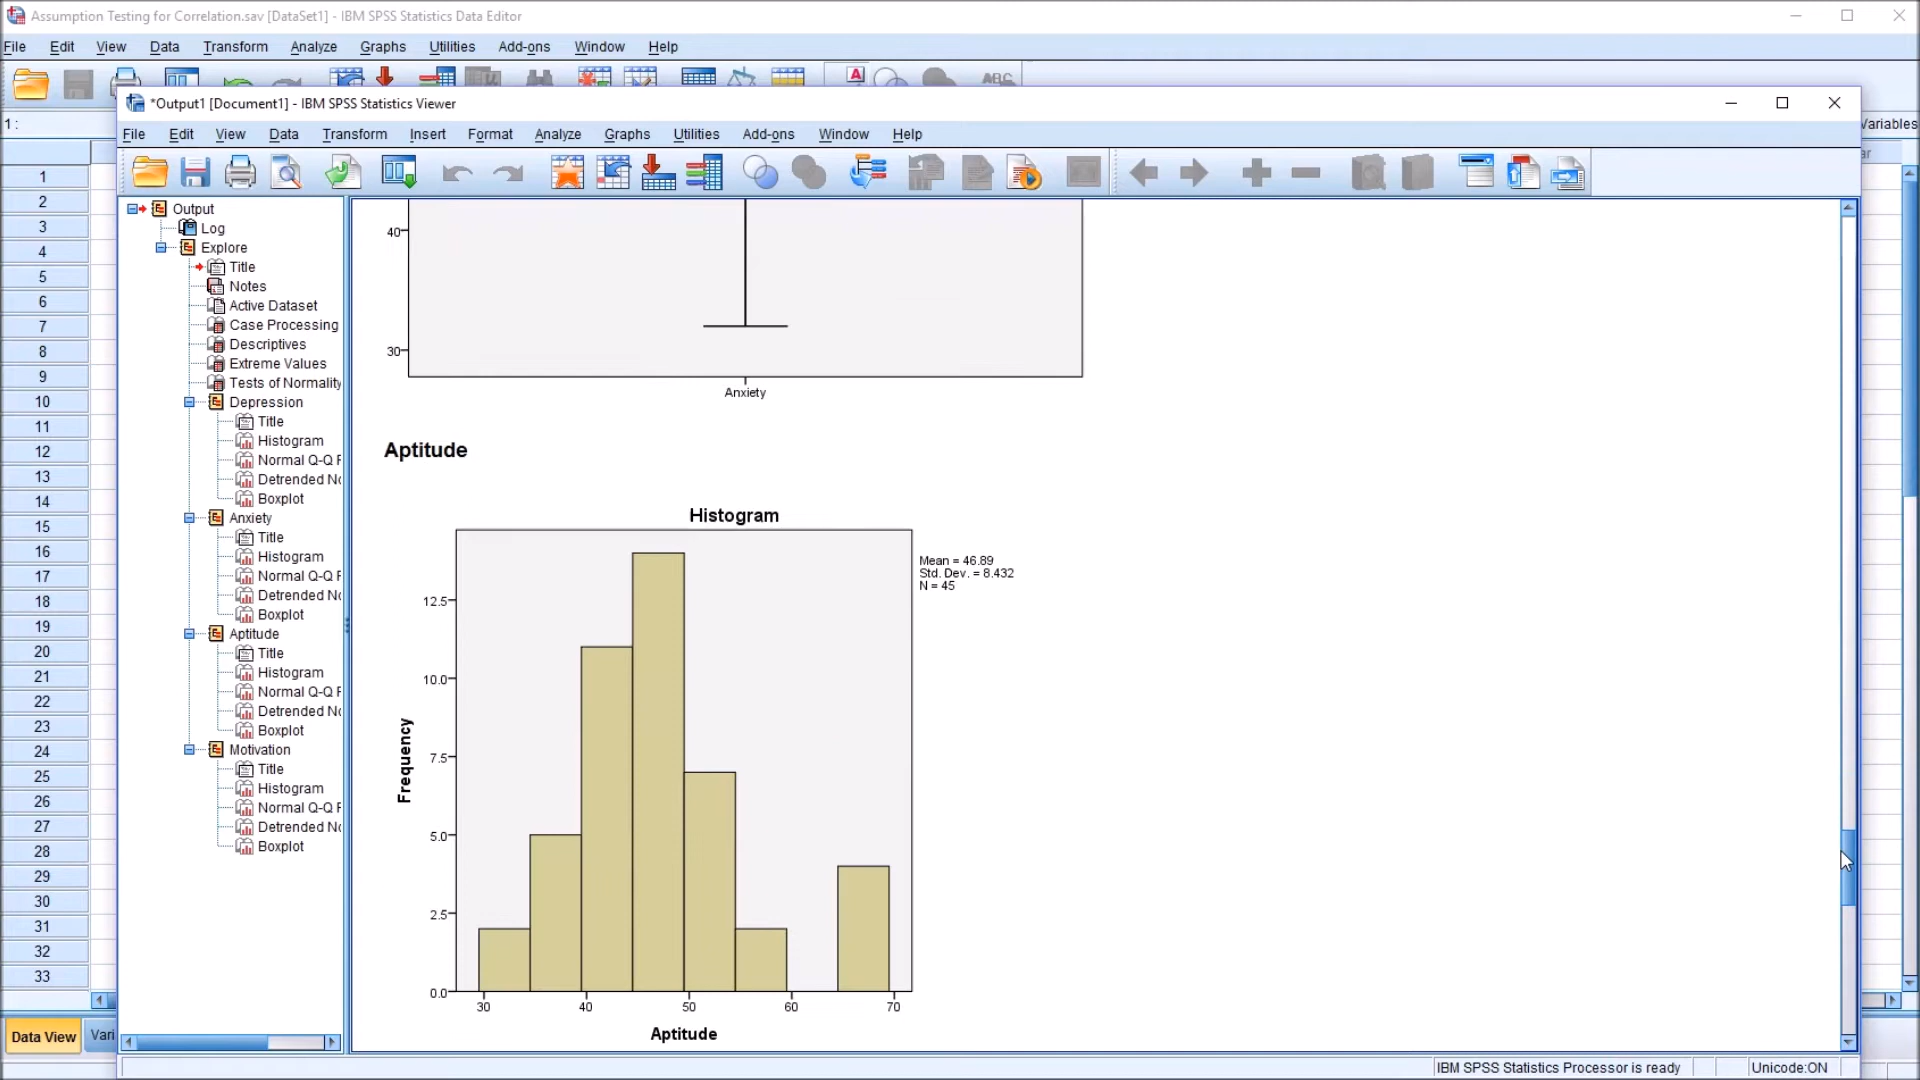 Assumption Testing for Correlation.sav [DataSet1] - IBM SPSS Statistics Data Editor
File Edit View Data Transform Analyze Graphs Utilities Add-ons Window Help
A
ABC
*Output1 [Document1] - IBM SPSS Statistics Viewer
1 :
Variables
File Edit View Data Transform Insert Format Analyze Graphs Utilities Add-ons Window Help
ar
1
2
3
4
5
6
7
8
9
10
11
12
13
14
15
16
17
18
19
20
21
22
23
24
25
26
27
28
29
30
31
32
33
Output
Log
Explore
Title
Notes
Active Dataset
Case Processing
Descriptives
Extreme Values
Tests of Normality
Depression
Title
Histogram
Normal Q-Q P
Detrended No
Boxplot
Anxiety
Title
Histogram
Normal Q-Q P
Detrended No
Boxplot
Aptitude
Title
Histogram
Normal Q-Q P
Detrended No
Boxplot
Motivation
Title
Histogram
Normal Q-Q P
Detrended No
Boxplot
40
30
Anxiety
Aptitude
Histogram
Mean = 46.89
Std. Dev. = 8.432
N = 45
12.5
10.0
7.5
5.0
2.5
0.0
Frequency
30 40 50 60 70
Aptitude
Data View Vari
IBM SPSS Statistics Processor is ready Unicode:ON